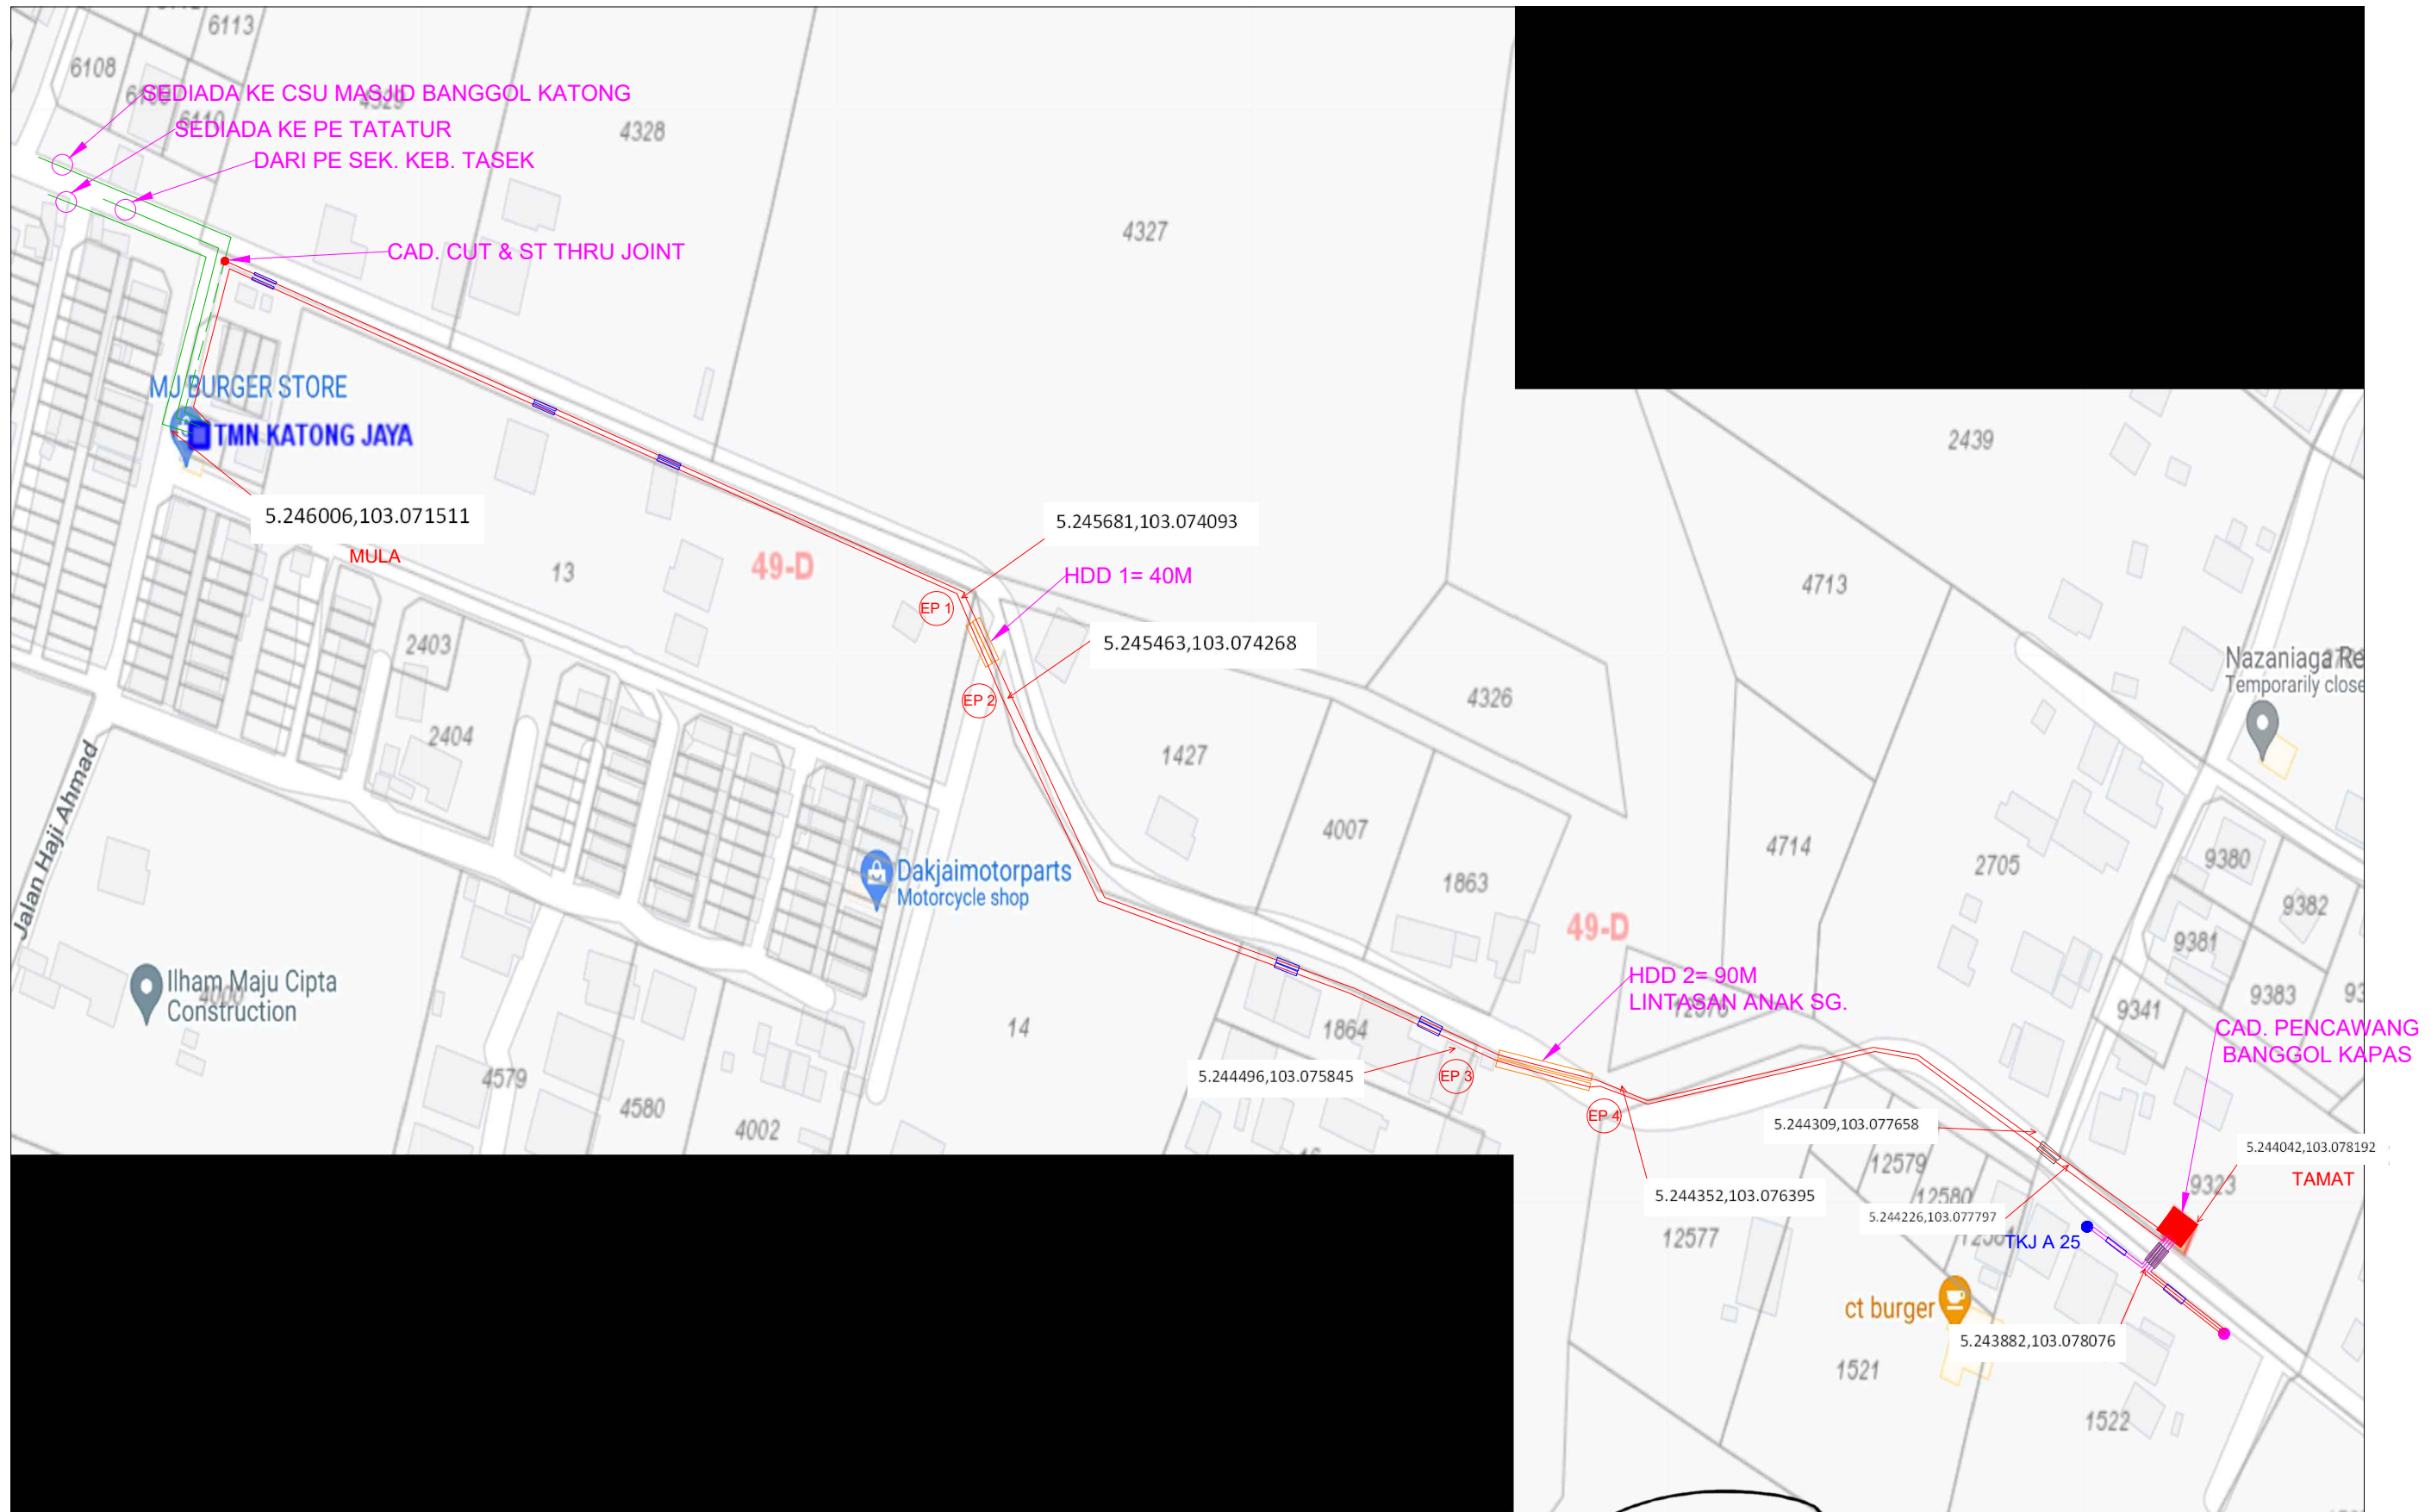 6113
6108
SEDIADA KE CSU MASJID BANGGOL KATONG
4329
6110
SEDIADA KE PE TATATUR
4328
DARI PE SEK. KEB. TASEK
4327
CAD. CUT & ST THRU JOINT
MJ BURGER STORE
TMN KATONG JAYA
2439
5.246006,103.071511
MULA
5.245681,103.074093
13
49-D
HDD 1= 40M
4713
EP 1
2403
5.245463,103.074268
Nazaniaga Re
Temporarily close
EP 2
4326
2404
1427
Jalan Haji Ahmad
4007
4714
2705
9380
Dakjaimotorparts
Motorcycle shop
1863
9382
49-D
9381
Ilham Maju Cipta
Construction
4000
HDD 2= 90M
LINTASAN ANAK SG.
9383
93
9341
14
1864
CAD. PENCAWANG
BANGGOL KAPAS
4579
5.244496,103.075845
EP 3
4580
EP 4
4002
5.244309,103.077658
5.244042,103.078192
TAMAT
12579
9323
5.244352,103.076395
12580
5.244226,103.077797
12577
TKJ A 25
ct burger
5.243882,103.078076
1521
1522